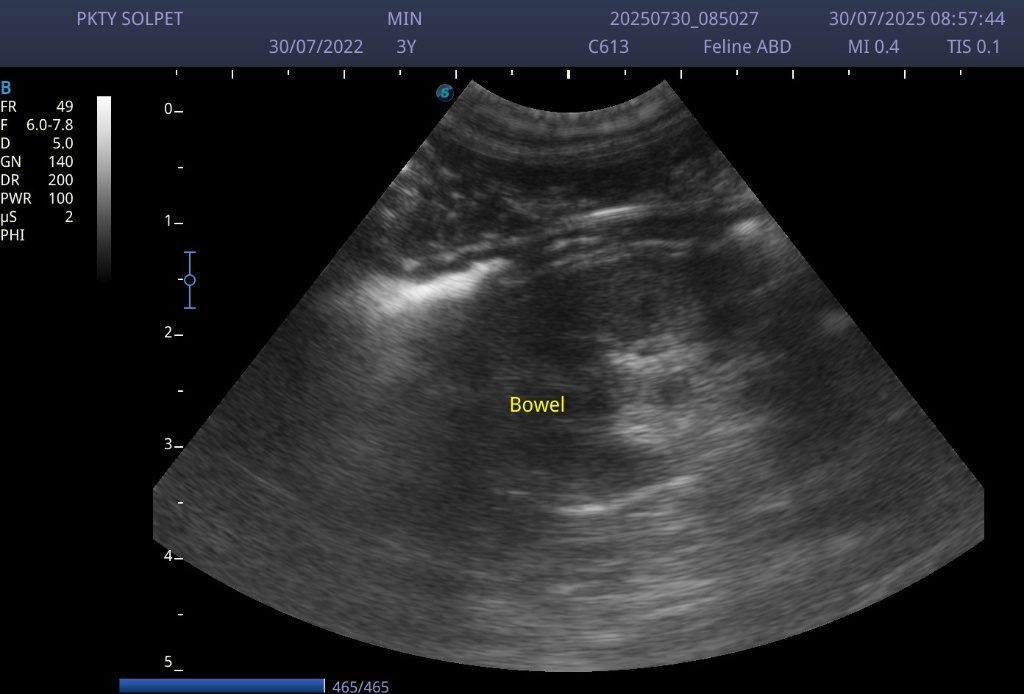 PKTY SOLPET MIN 20250730_085027 30/07/2025 08:57:44
30/07/2022 3Y C613 Feline ABD MI 0.4 TIS 0.1
B
FR 49
F 6.0-7.8
D 5.0
GN 140
DR 200
PWR 100
µS 2
PHI
S
0
1
2
3
4
5
Bowel
465/465